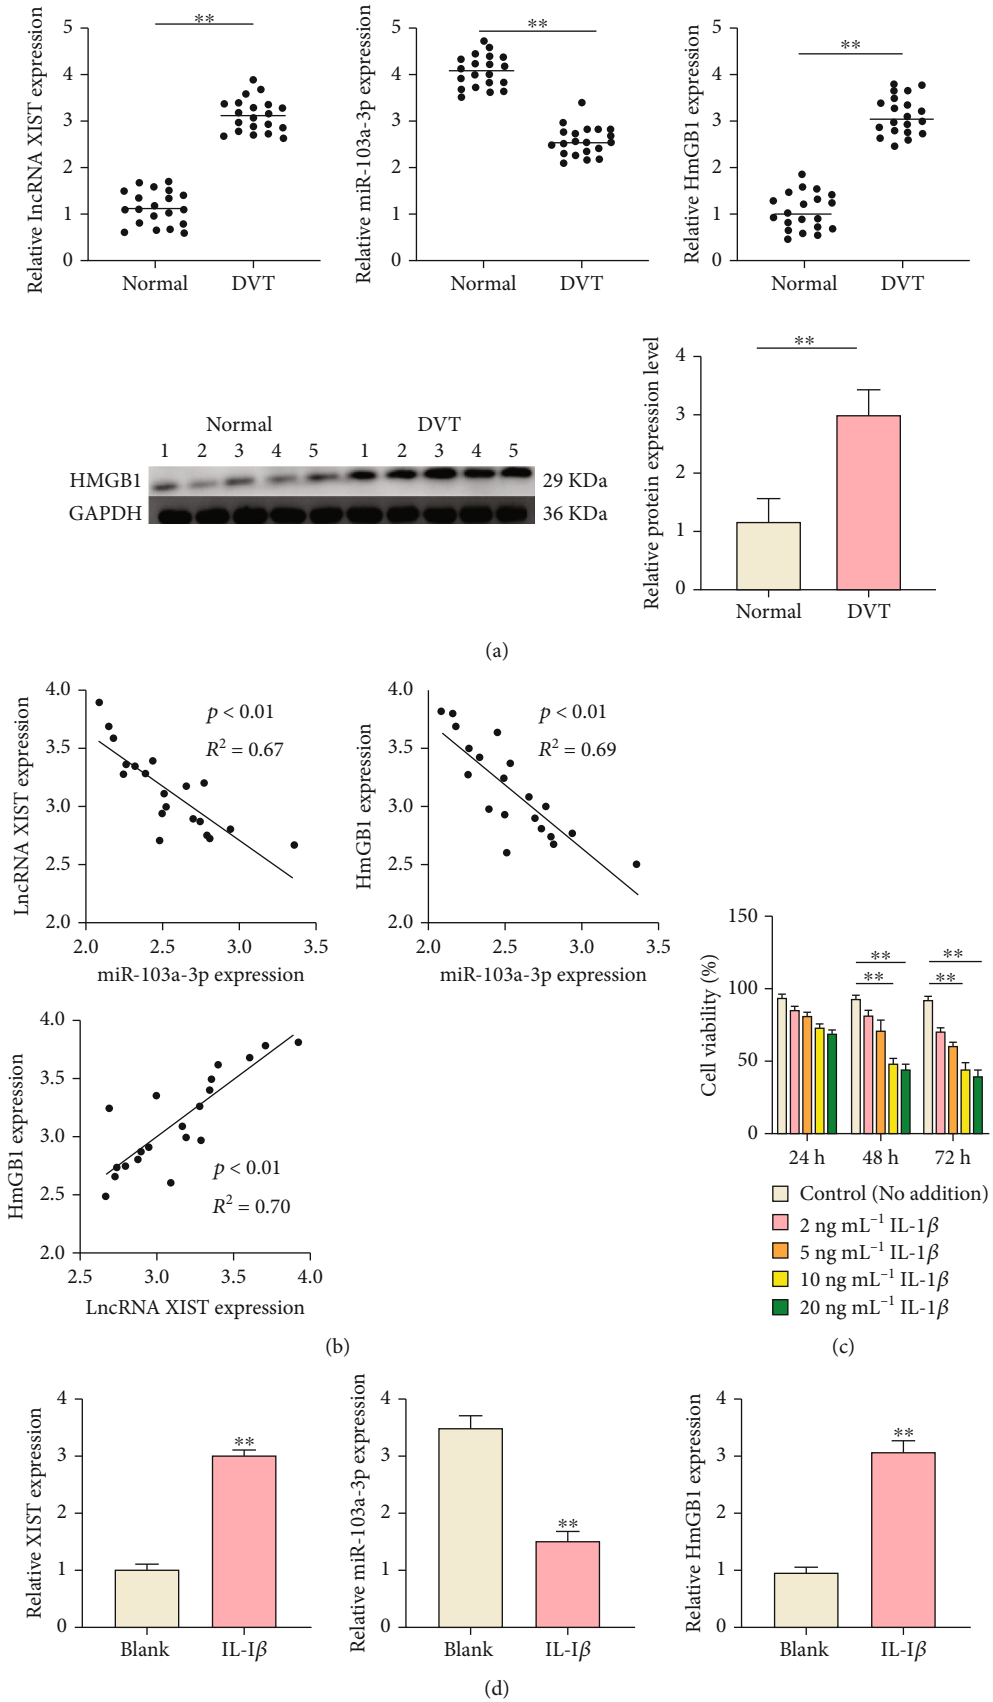 Relative lncRNA XIST expression
5
4
3
2
1
0
**
Normal DVT
Relative miR-103a-3p expression
5
4
3
2
1
0
**
Normal DVT
Relative HmGB1 expression
5
4
3
2
1
0
**
Normal DVT
Normal DVT
1 2 3 4 5 1 2 3 4 5
HMGB1 29 KDa
GAPDH 36 KDa
Relative protein expression level
4
3
2
1
0
**
Normal DVT
(a)
LncRNA XIST expression
4.0
3.5
3.0
2.5
2.0
p < 0.01
R² = 0.67
2.0 2.5 3.0 3.5
miR-103a-3p expression
HmGB1 expression
4.0
3.5
3.0
2.5
2.0
p < 0.01
R² = 0.69
2.0 2.5 3.0 3.5
miR-103a-3p expression
HmGB1 expression
4.0
3.5
3.0
2.5
2.0
p < 0.01
R² = 0.70
2.5 3.0 3.5 4.0
LncRNA XIST expression
(b)
Cell viability (%)
150
100
50
0
**
**
**
**
24 h 48 h 72 h
Control (No addition)
2 ng mL⁻¹ IL-1β
5 ng mL⁻¹ IL-1β
10 ng mL⁻¹ IL-1β
20 ng mL⁻¹ IL-1β
(c)
Relative XIST expression
4
3
2
1
0
**
Blank IL-Iβ
Relative miR-103a-3p expression
4
3
2
1
0
**
Blank IL-Iβ
Relative HmGB1 expression
4
3
2
1
0
**
Blank IL-Iβ
(d)